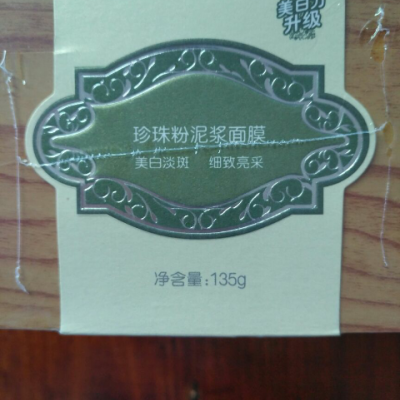 美白力
升级
珍珠粉泥浆面膜
美白淡斑 细致亮采
净含量:135g